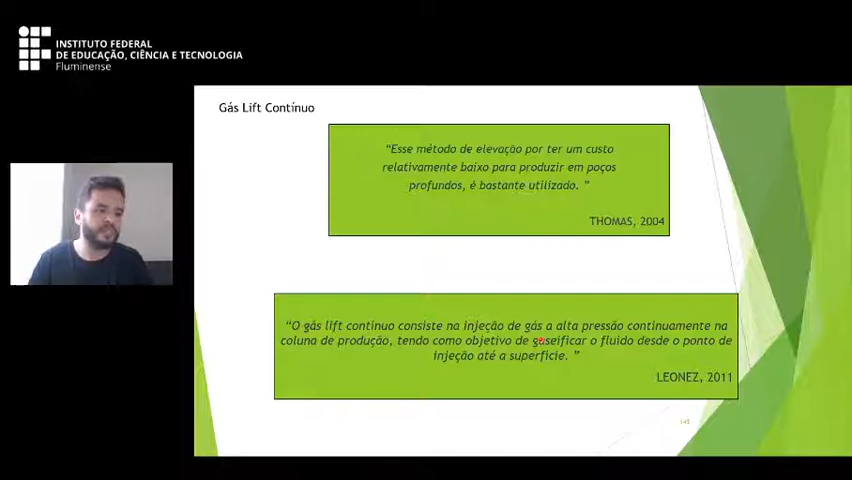 INSTITUTO FEDERAL
DE EDUCAÇÃO, CIÊNCIA E TECNOLOGIA
Fluminense
Gás Lift Contínuo
“Esse método de elevação por ter um custo
relativamente baixo para produzir em poços
profundos, é bastante utilizado. ”
THOMAS, 2004
“O gás lift contínuo consiste na injeção de gás a alta pressão continuamente na
coluna de produção, tendo como objetivo de gaseificar o fluido desde o ponto de
injeção até a superfície. ”
LEONEZ, 2011